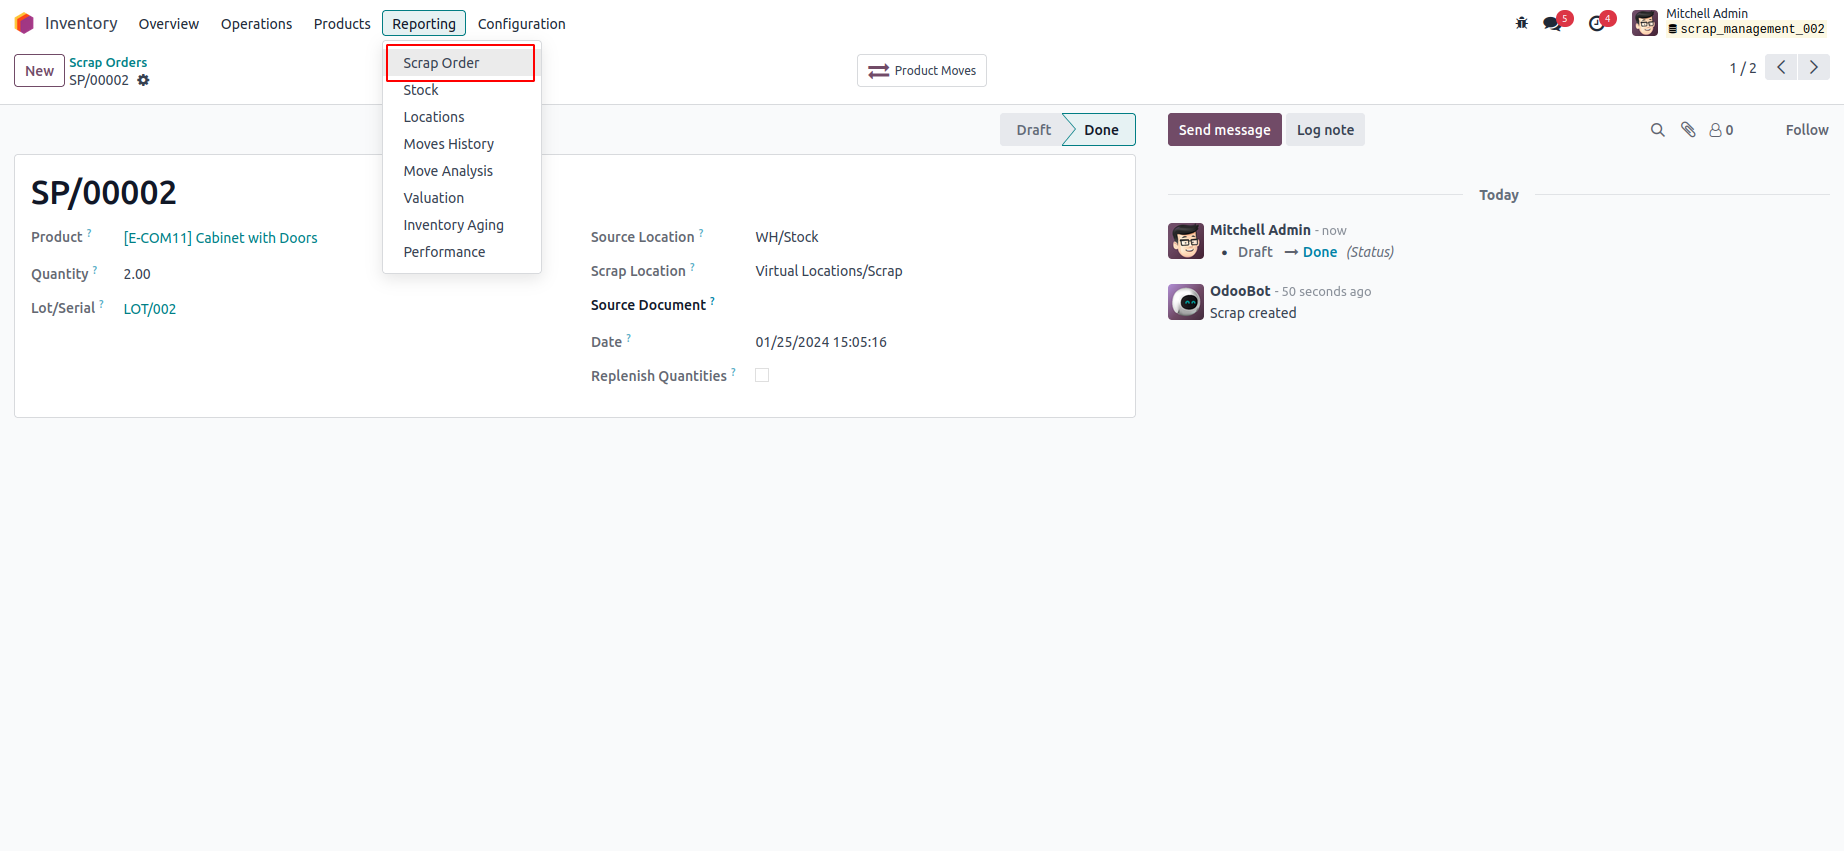 Inventory Overview Operations Products Reporting Configuration
5
4
Mitchell Admin
scrap_management_002
New
Scrap Orders
SP/00002
Product Moves
1 / 2
Scrap Order
Stock
Locations
Moves History
Move Analysis
Valuation
Inventory Aging
Performance
Draft
Done
SP/00002
Product ? [E-COM11] Cabinet with Doors
Quantity ? 2.00
Lot/Serial ? LOT/002
Source Location ? WH/Stock
Scrap Location ? Virtual Locations/Scrap
Source Document ?
Date ? 01/25/2024 15:05:16
Replenish Quantities ?
Send message
Log note
0
Follow
Today
Mitchell Admin - now
• Draft → Done (Status)
OdooBot - 50 seconds ago
Scrap created